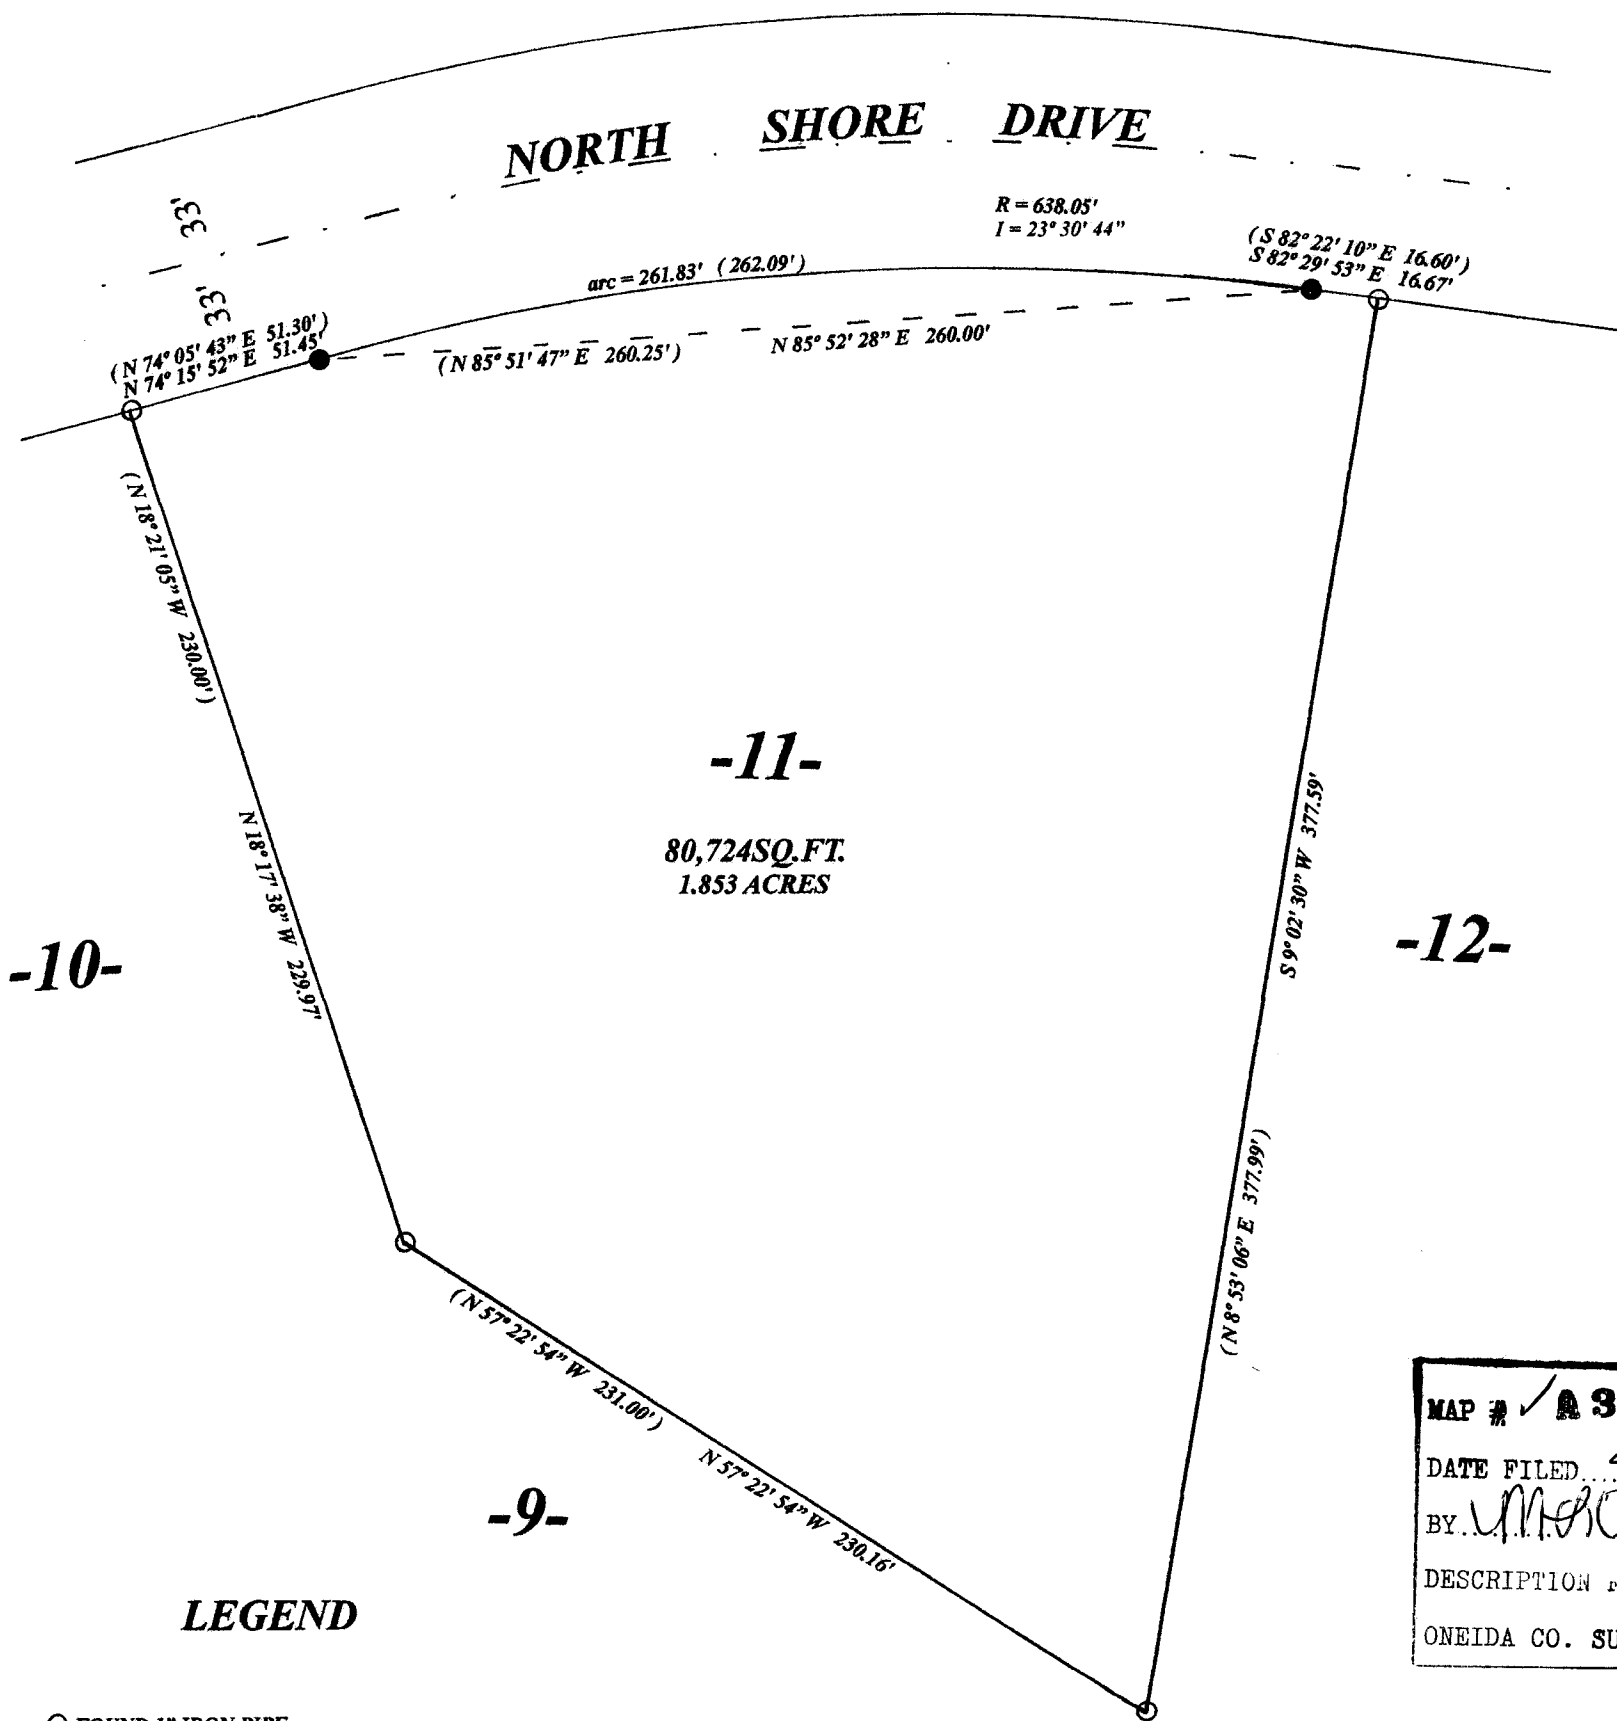 NORTH SHORE DRIVE
33'
33'
R = 638.05'
I = 23° 30' 44"
(S 82° 22' 10" E 16.60')
S 82° 29' 53" E 16.67'
arc = 261.83' (262.09')
(N 74° 05' 43" E 51.30')
N 74° 15' 52" E 51.45'
(N 85° 51' 47" E 260.25')
N 85° 52' 28" E 260.00'
(N 18° 21' 05" W 230.00')
N 18° 17' 38" W 229.97'
-11-
80,724SQ.FT.
1.853 ACRES
S 9° 02' 30" W 377.59'
(N 8° 53' 06" E 377.99')
-10-
-12-
(N 57° 22' 54" W 231.00')
N 57° 22' 54" W 230.16'
-9-
LEGEND
MAP # ✓ A 3
DATE FILED....
BY
DESCRIPTION
ONEIDA CO. SU